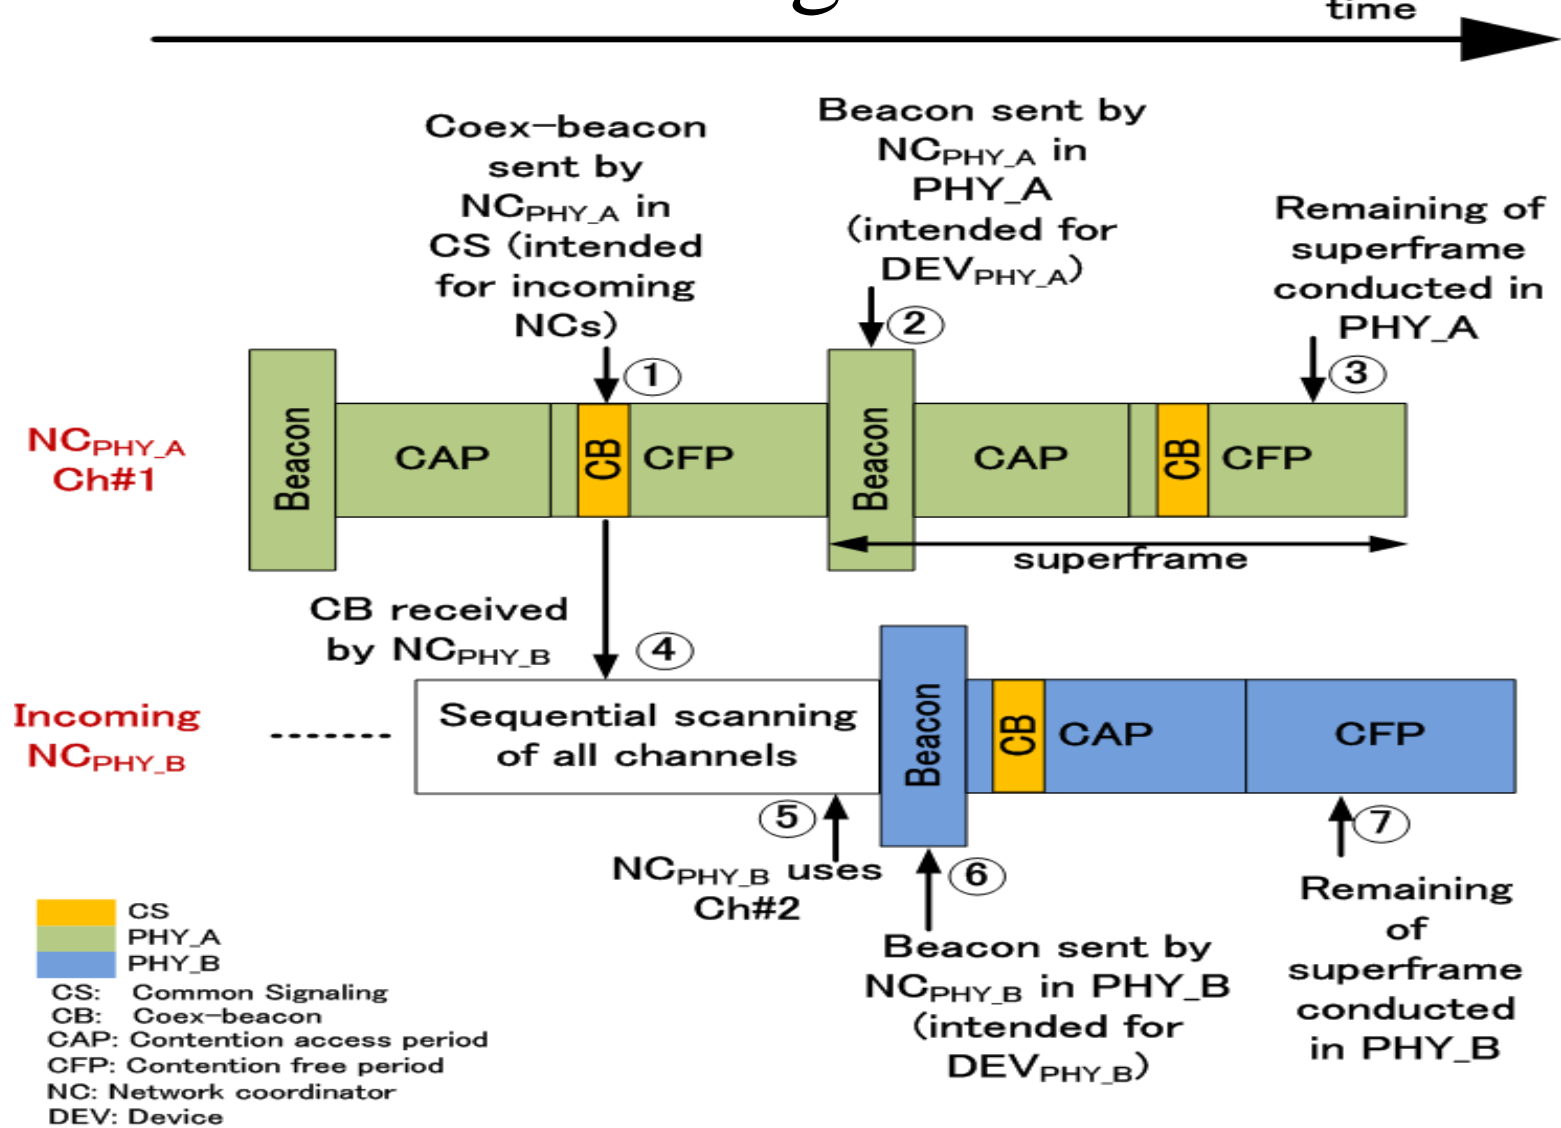 time
Coex-beacon
sent by
NCPHY_A in
CS (intended
for incoming
NCs)
1
Beacon sent by
NCPHY_A in
PHY_A
(intended for
DEVPHY_A)
2
Remaining of
superframe
conducted in
PHY_A
3
NCPHY_A
Ch#1
Beacon
CAP
CB
CFP
Beacon
CAP
CB
CFP
superframe
CB received
by NCPHY_B
4
Incoming
NCPHY_B
Sequential scanning
of all channels
Beacon
CB
CAP
CFP
5
NCPHY_B uses
Ch#2
6
Beacon sent by
NCPHY_B in PHY_B
(intended for
DEVPHY_B)
7
Remaining
of
superframe
conducted
in PHY_B
CS
PHY_A
PHY_B
CS: Common Signaling
CB: Coex-beacon
CAP: Contention access period
CFP: Contention free period
NC: Network coordinator
DEV: Device